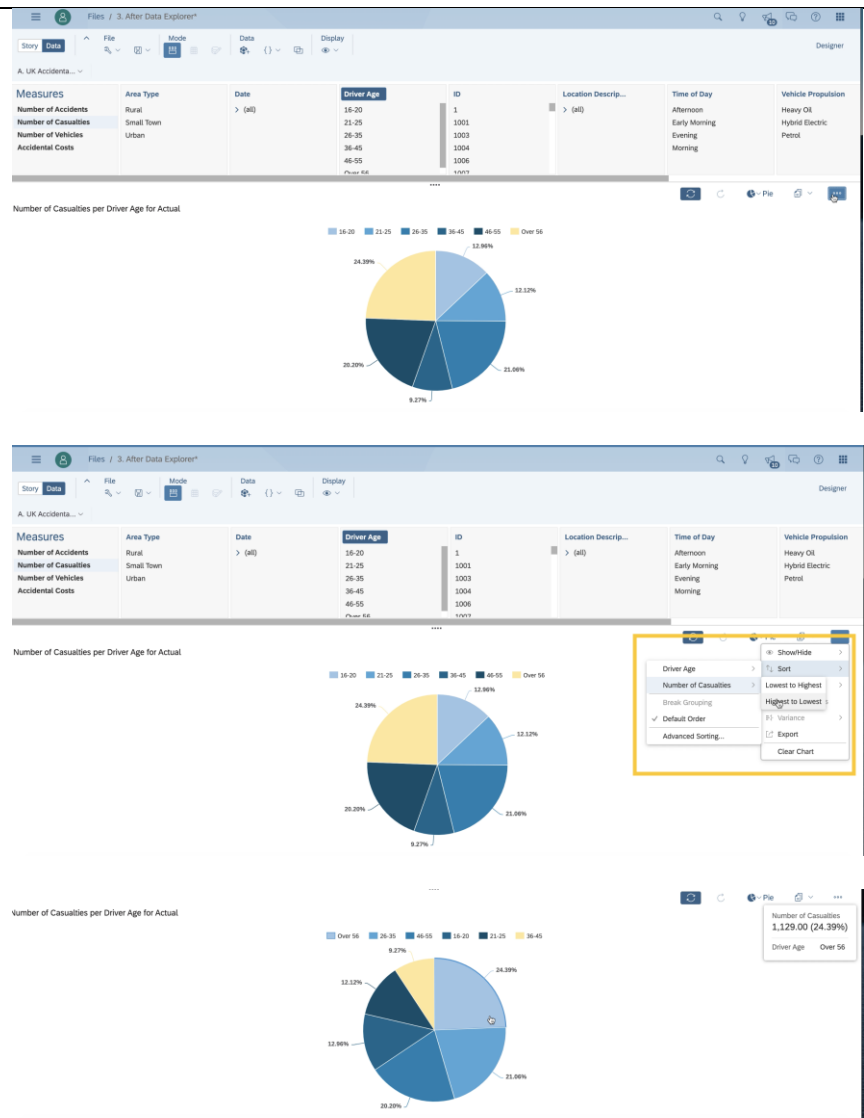 Files / 3. After Data Explorer*
File Mode Data Display
Story Data
Designer
A. UK Accidenta...
Measures Area Type Date Driver Age ID Location Descrip... Time of Day Vehicle Propulsion
Number of Accidents Rural > (all) 16-20 1 > (all) Afternoon Heavy Oil
Number of Casualties Small Town 21-25 1001 Early Morning Hybrid Electric
Number of Vehicles Urban 26-35 1003 Evening Petrol
Accidental Costs 36-45 1004 Morning
46-55 1006
Over 56 1007
Pie
Number of Casualties per Driver Age for Actual
16-20 21-25 26-35 36-45 46-55 Over 56
12.96%
24.39%
12.12%
20.20%
21.06%
9.27%
Files / 3. After Data Explorer*
File Mode Data Display
Story Data
Designer
A. UK Accidenta...
Measures Area Type Date Driver Age ID Location Descrip... Time of Day Vehicle Propulsion
Number of Accidents Rural > (all) 16-20 1 > (all) Afternoon Heavy Oil
Number of Casualties Small Town 21-25 1001 Early Morning Hybrid Electric
Number of Vehicles Urban 26-35 1003 Evening Petrol
Accidental Costs 36-45 1004 Morning
46-55 1006
Over 56 1007
Number of Casualties per Driver Age for Actual
Show/Hide
Driver Age Sort
Number of Casualties Lowest to Highest
Break Grouping Highest to Lowest
Default Order Variance
Advanced Sorting... Export
Clear Chart
16-20 21-25 26-35 36-45 46-55 Over 56
12.96%
24.39%
12.12%
20.20%
21.06%
9.27%
Pie
Number of Casualties per Driver Age for Actual
Number of Casualties
1,129.00 (24.39%)
Driver Age Over 56
Over 56 26-35 46-55 16-20 21-25 36-45
9.27%
24.39%
12.12%
12.96%
21.06%
20.20%